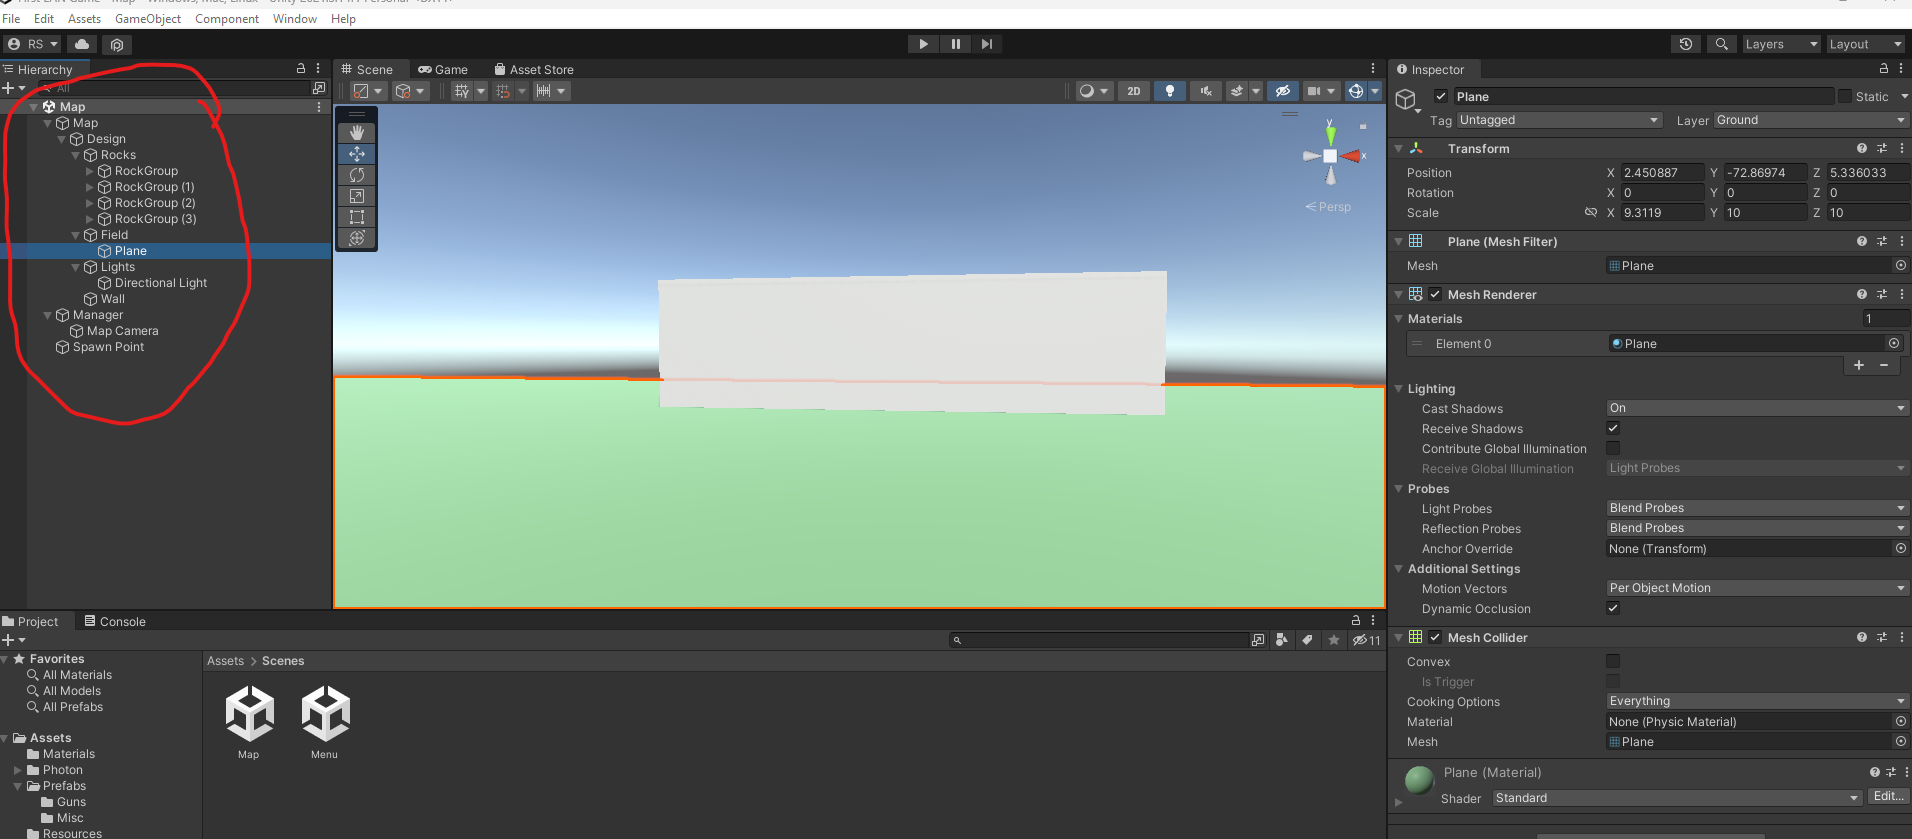 File Edit Assets GameObject Component Window Help
RS Layers Layout
Hierarchy
All
Map
Map
Design
Rocks
RockGroup
RockGroup (1)
RockGroup (2)
RockGroup (3)
Field
Plane
Lights
Directional Light
Wall
Manager
Map Camera
Spawn Point
Scene Game Asset Store
2D
y
x
Persp
Inspector
Plane Static
Tag Untagged Layer Ground
Transform
Position X 2.450887 Y -72.86974 Z 5.336033
Rotation X 0 Y 0 Z 0
Scale X 9.3119 Y 10 Z 10
Plane (Mesh Filter)
Mesh Plane
Mesh Renderer
Materials 1
Element 0 Plane
Lighting
Cast Shadows On
Receive Shadows
Contribute Global Illumination
Receive Global Illumination Light Probes
Probes
Light Probes Blend Probes
Reflection Probes Blend Probes
Anchor Override None (Transform)
Additional Settings
Motion Vectors Per Object Motion
Dynamic Occlusion
Mesh Collider
Convex
Is Trigger
Cooking Options Everything
Material None (Physic Material)
Mesh Plane
Plane (Material)
Shader Standard Edit...
Project Console
11
Favorites
All Materials
All Models
All Prefabs
Assets
Materials
Photon
Prefabs
Guns
Misc
Resources
Assets > Scenes
Map Menu